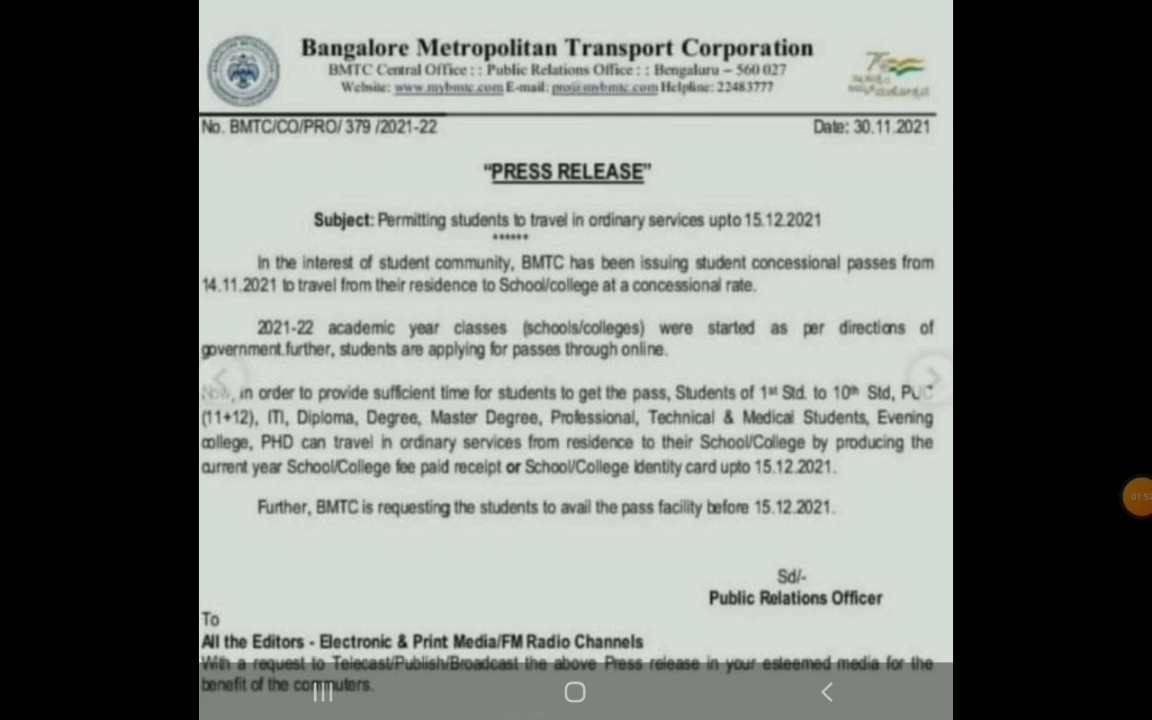 Bangalore Metropolitan Transport Corporation
BMTC Central Office : : Public Relations Office : : Bengaluru – 560 027
Website: www.mybmtc.com E-mail: pro@mybmtc.com Helpline: 22483777
No. BMTC/CO/PRO/ 379 /2021-22
Date: 30.11.2021
"PRESS RELEASE"
Subject: Permitting students to travel in ordinary services upto 15.12.2021
******
In the interest of student community, BMTC has been issuing student concessional passes from
14.11.2021 to travel from their residence to School/college at a concessional rate.
2021-22 academic year classes (schools/colleges) were started as per directions of
government.further, students are applying for passes through online.
Now, in order to provide sufficient time for students to get the pass, Students of 1st Std. to 10th Std, PUC
(11+12), ITI, Diploma, Degree, Master Degree, Professional, Technical & Medical Students, Evening
college, PHD can travel in ordinary services from residence to their School/College by producing the
current year School/College fee paid receipt or School/College Identity card upto 15.12.2021.
Further, BMTC is requesting the students to avail the pass facility before 15.12.2021.
Sd/-
Public Relations Officer
To
All the Editors - Electronic & Print Media/FM Radio Channels
With a request to Telecast/Publish/Broadcast the above Press release in your esteemed media for the
benefit of the commuters.